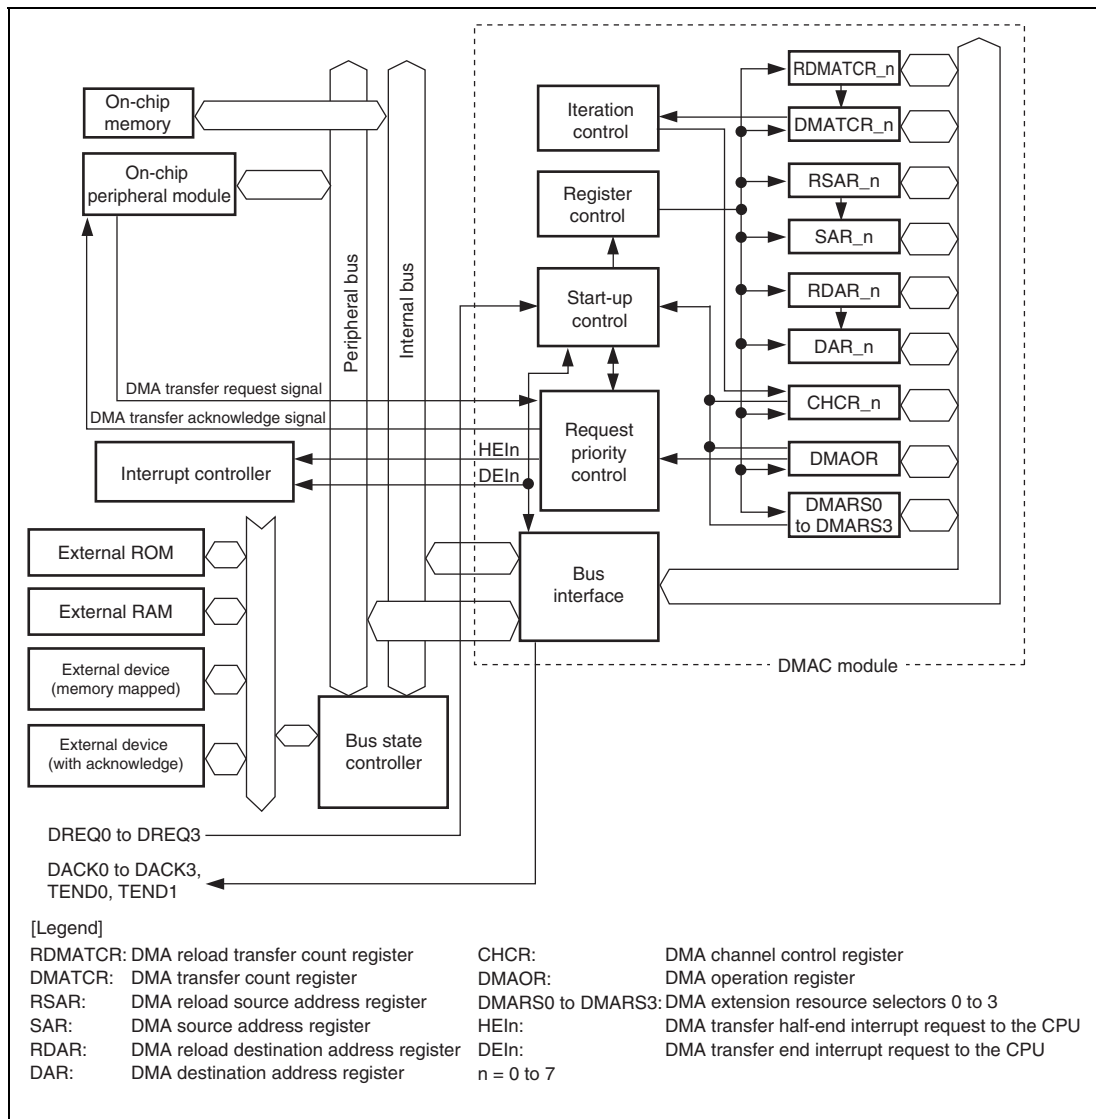 On-chip
memory
On-chip
peripheral module
Peripheral bus
Internal bus
Iteration
control
Register
control
Start-up
control
Request
priority
control
Bus
interface
RDMATCR_n
DMATCR_n
RSAR_n
SAR_n
RDAR_n
DAR_n
CHCR_n
DMAOR
DMARS0
to DMARS3
DMA transfer request signal
DMA transfer acknowledge signal
HEIn
DEIn
Interrupt controller
External ROM
External RAM
External device
(memory mapped)
External device
(with acknowledge)
Bus state
controller
DMAC module
DREQ0 to DREQ3
DACK0 to DACK3,
TEND0, TEND1
[Legend]
RDMATCR: DMA reload transfer count register
DMATCR: DMA transfer count register
RSAR: DMA reload source address register
SAR: DMA source address register
RDAR: DMA reload destination address register
DAR: DMA destination address register
CHCR: DMA channel control register
DMAOR: DMA operation register
DMARS0 to DMARS3: DMA extension resource selectors 0 to 3
HEIn: DMA transfer half-end interrupt request to the CPU
DEIn: DMA transfer end interrupt request to the CPU
n = 0 to 7